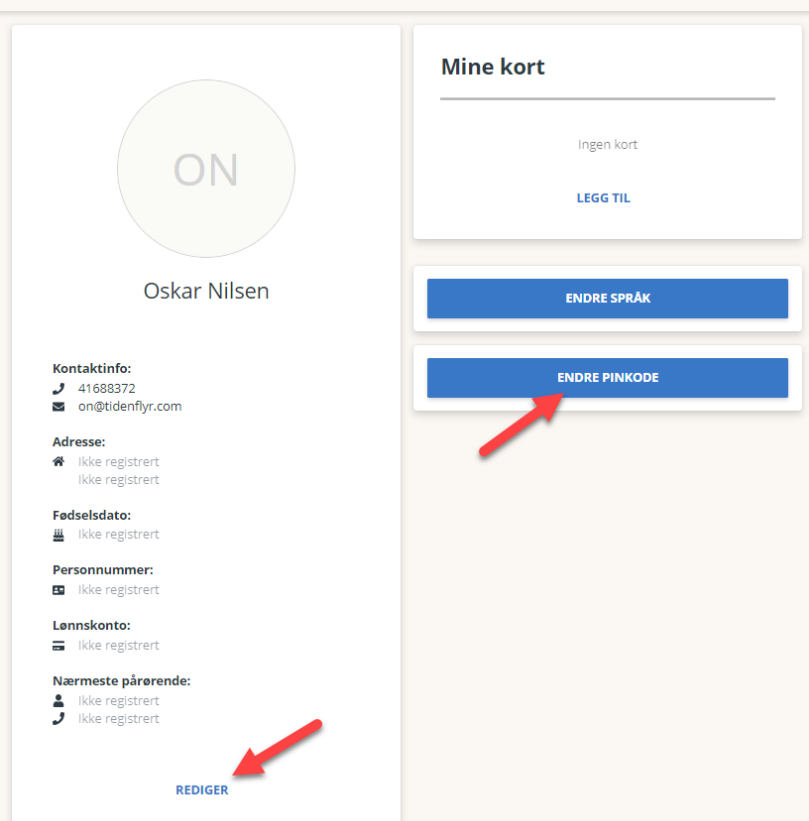 ON
Oskar Nilsen
Kontaktinfo:
41688372
on@tidenflyr.com
Adresse:
Ikke registrert
Ikke registrert
Fødselsdato:
Ikke registrert
Personnummer:
Ikke registrert
Lønnskonto:
Ikke registrert
Nærmeste pårørende:
Ikke registrert
Ikke registrert
REDIGER
Mine kort
Ingen kort
LEGG TIL
ENDRE SPRÅK
ENDRE PINKODE